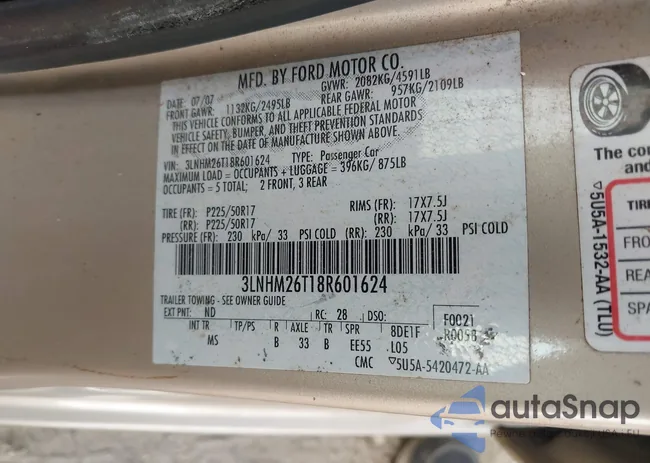 MFD. BY FORD MOTOR CO.
DATE: 07/07 GVWR: 2082KG/4591LB
FRONT GAWR: 1132KG/2495LB REAR GAWR: 957KG/2109LB
THIS VEHICLE CONFORMS TO ALL APPLICABLE FEDERAL MOTOR
VEHICLE SAFETY, BUMPER, AND THEFT PREVENTION STANDARDS
IN EFFECT ON THE DATE OF MANUFACTURE SHOWN ABOVE.
VIN: 3LNHM26T18R601624 TYPE: Passenger Car
MAXIMUM LOAD = OCCUPANTS + LUGGAGE = 396KG/ 875LB
OCCUPANTS = 5 TOTAL; 2 FRONT, 3 REAR
TIRE (FR): P225/50R17 RIMS (FR): 17X7.5J
(RR): P225/50R17 (RR): 17X7.5J
PRESSURE (FR): 230 kPa/ 33 PSI COLD (RR): 230 kPa/ 33 PSI COLD
3LNHM26T18R601624
TRAILER TOWING - SEE OWNER GUIDE
EXT PNT: ND RC: 28 DSO:
INT TR TP/PS R AXLE TR SPR
MS B 33 B EE55
8DE1F
L05
F0C21
R0098
CMC ▽5U5A-5420472-AA
The co
and
▽5U5A-1532-AA (TLU)
TIRE
FRO
REA
SPA
autoSnap